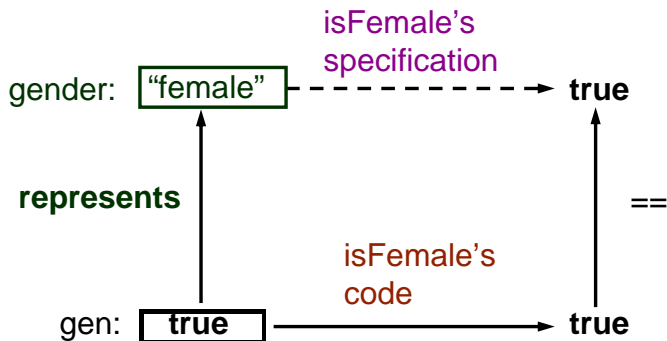 isFemale's
specification
gender: “female” true
represents ==
isFemale's
code
gen: true true